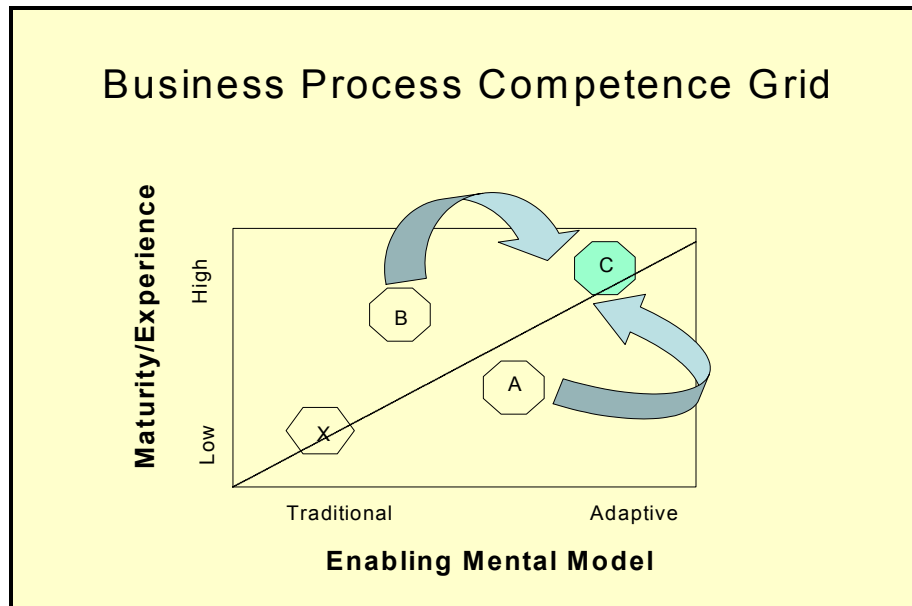 Business Process Competence Grid
Maturity/Experience
High
Low
C
B
A
X
Traditional
Adaptive
Enabling Mental Model